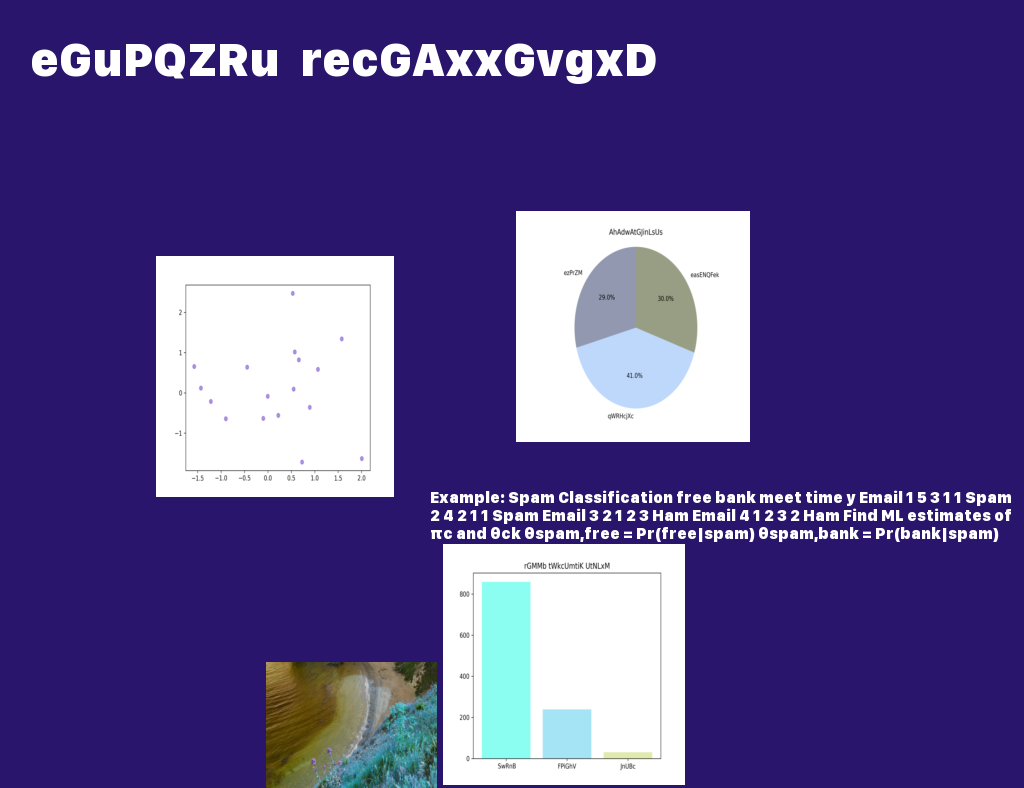 eGuPQZRu recGAxxGvgxD
AhAdwAtGJinLsUs
ezPrZM
easENQFek
29.0%
30.0%
41.0%
qWRHcjXc
2
1
0
−1
−1.5 −1.0 −0.5 0.0 0.5 1.0 1.5 2.0
Example: Spam Classification free bank meet time y Email 1 5 3 1 1 Spam
2 4 2 1 1 Spam Email 3 2 1 2 3 Ham Email 4 1 2 3 2 Ham Find ML estimates of
πc and θck θspam,free = Pr(free|spam) θspam,bank = Pr(bank|spam)
rGMMb tWkcUmtiK UtNLxM
800
600
400
200
0
SwRnB FPiGhV JnUBc